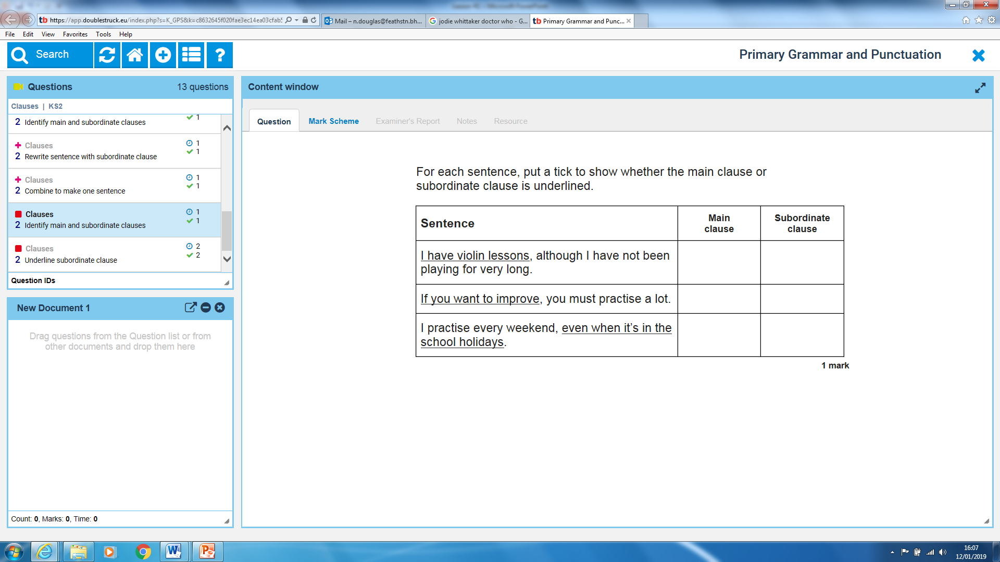 https://app.doublestruck.eu/index.php?s=K_GPS&k=c8632645f020fae3ec14ea03cfab5
Mail – n.douglas@feathstn.bh...
jodie whittaker doctor who - G...
Primary Grammar and Punc...
File Edit View Favorites Tools Help
Search
?
Primary Grammar and Punctuation
Questions 13 questions
Clauses | KS2
1
2 Identify main and subordinate clauses
Clauses 1
2 Rewrite sentence with subordinate clause 1
Clauses 1
2 Combine to make one sentence 1
Clauses 1
2 Identify main and subordinate clauses 1
Clauses 2
2 Underline subordinate clause 2
Question IDs
New Document 1
Drag questions from the Question list or from
other documents and drop them here
Count: 0, Marks: 0, Time: 0
Content window
Question Mark Scheme Examiner's Report Notes Resource
For each sentence, put a tick to show whether the main clause or
subordinate clause is underlined.
Sentence
Main
clause
Subordinate
clause
I have violin lessons, although I have not been
playing for very long.
If you want to improve, you must practise a lot.
I practise every weekend, even when it’s in the
school holidays.
1 mark
16:07
12/01/2019